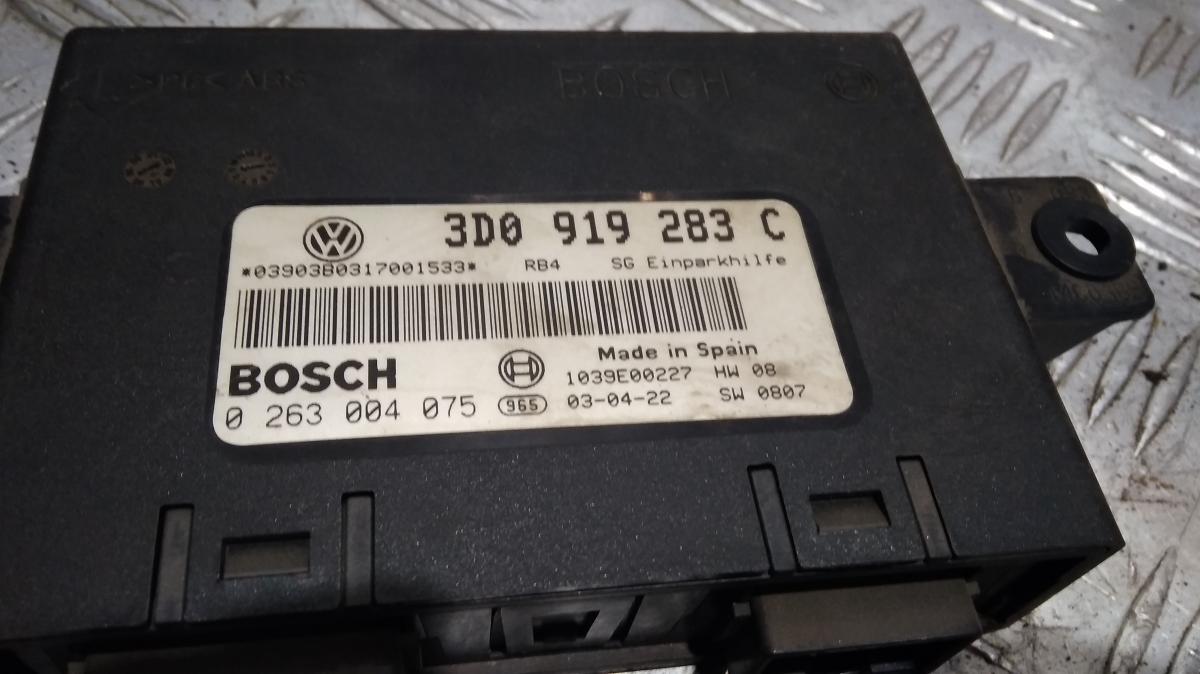 BOSCH
3D0 919 283 C
*03903B0317001533* RB4 SG Einparkhilfe
BOSCH
Made in Spain
1039E00227 HW 08
0 263 004 075 965 03-04-22 SW 0807